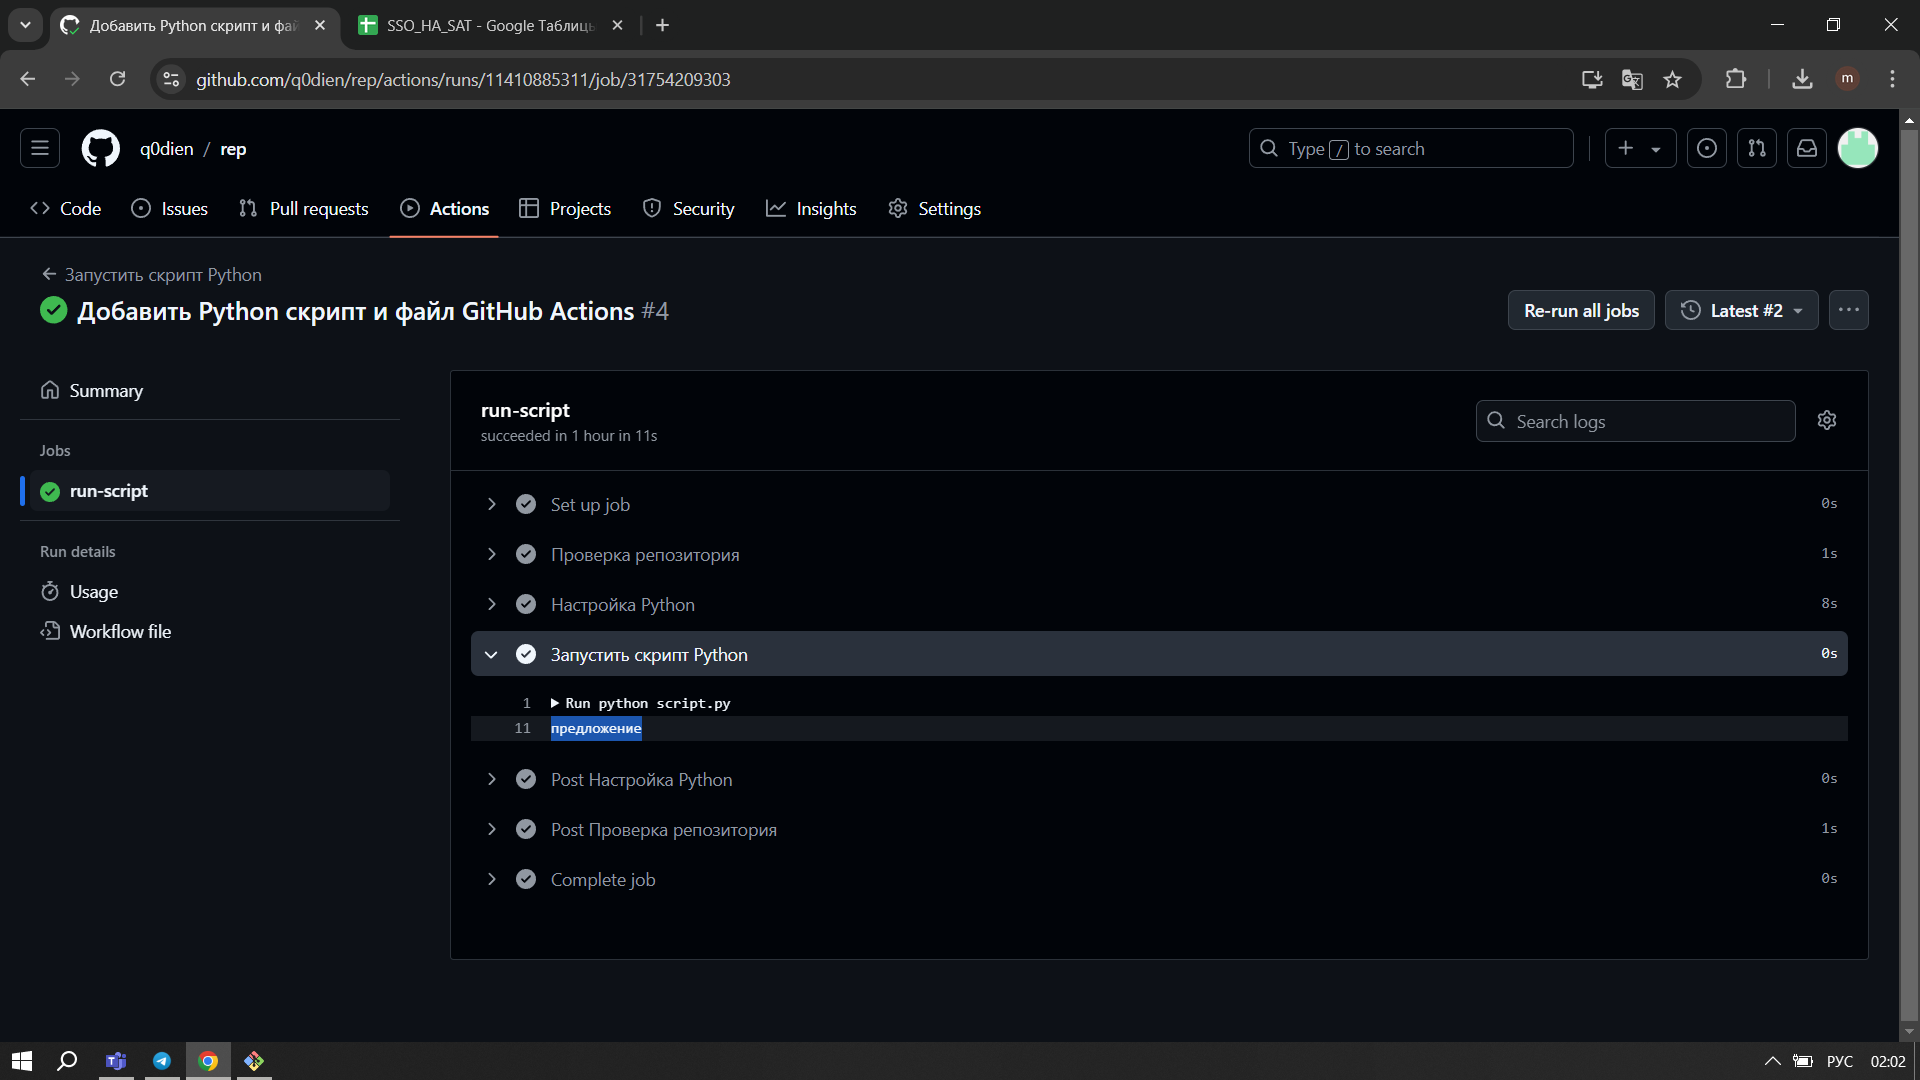 Добавить Python скрипт и фай
SSO_HA_SAT - Google Таблицы
github.com/q0dien/rep/actions/runs/11410885311/job/31754209303
m
q0dien / rep
Type / to search
Code
Issues
Pull requests
Actions
Projects
Security
Insights
Settings
Запустить скрипт Python
Добавить Python скрипт и файл GitHub Actions #4
Re-run all jobs
Latest #2
Summary
Jobs
run-script
Run details
Usage
Workflow file
run-script
succeeded in 1 hour in 11s
Search logs
Set up job 0s
Проверка репозитория 1s
Настройка Python 8s
Запустить скрипт Python 0s
1 Run python script.py
11 предложение
Post Настройка Python 0s
Post Проверка репозитория 1s
Complete job 0s
РУС 02:02